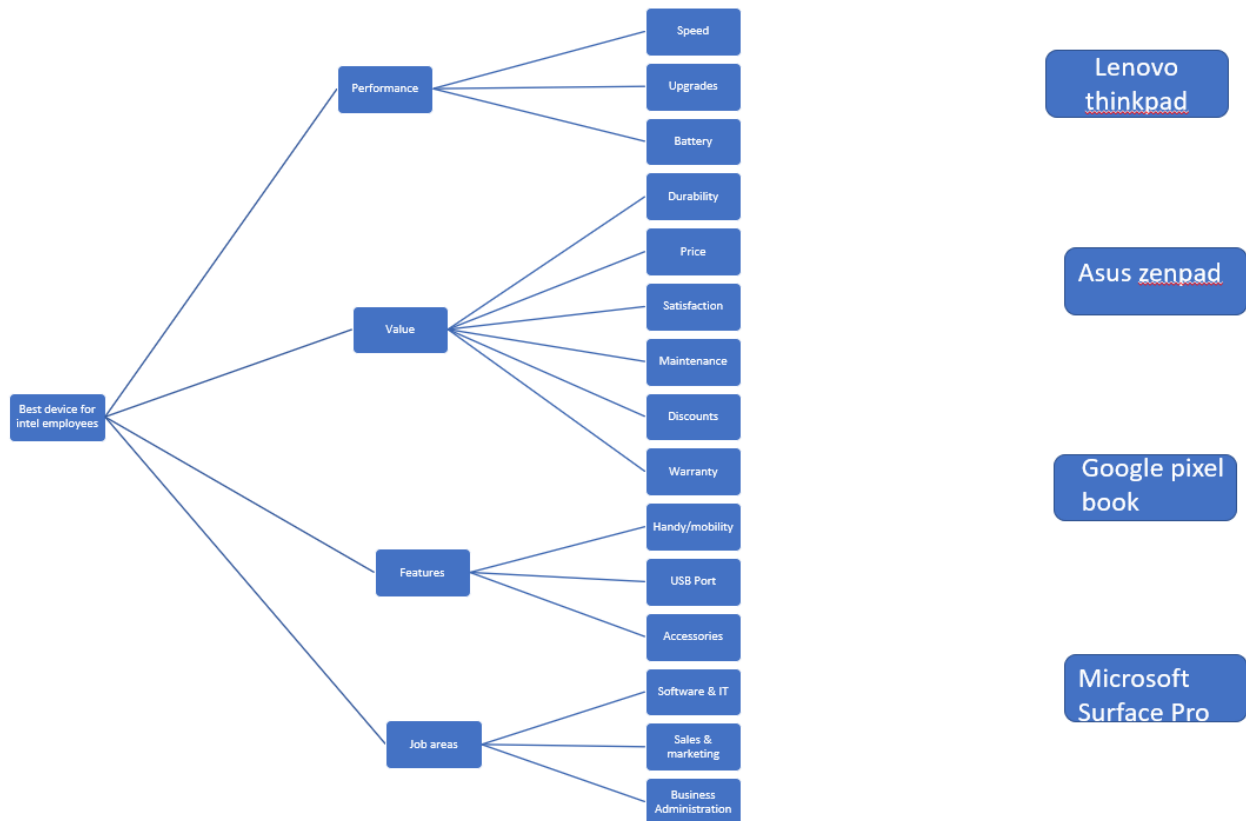 Best device for
intel employees
Performance
Speed
Upgrades
Battery
Value
Durability
Price
Satisfaction
Maintenance
Discounts
Warranty
Features
Handy/mobility
USB Port
Accessories
Job areas
Software & IT
Sales &
marketing
Business
Administration
Lenovo
thinkpad
Asus zenpad
Google pixel
book
Microsoft
Surface Pro